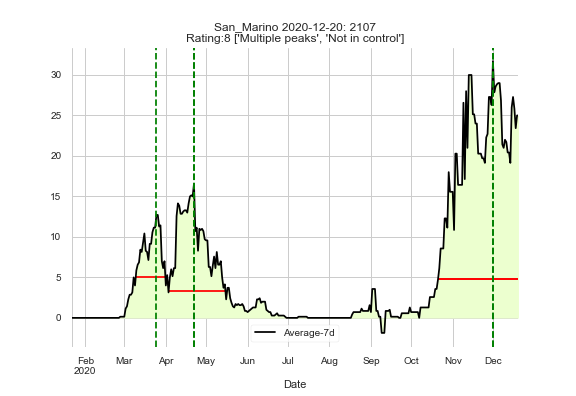 San_Marino 2020-12-20: 2107
Rating:8 ['Multiple peaks', 'Not in control']
30
25
20
15
10
5
0
Average-7d
Feb Mar Apr May Jun Jul Aug Sep Oct Nov Dec
2020
Date